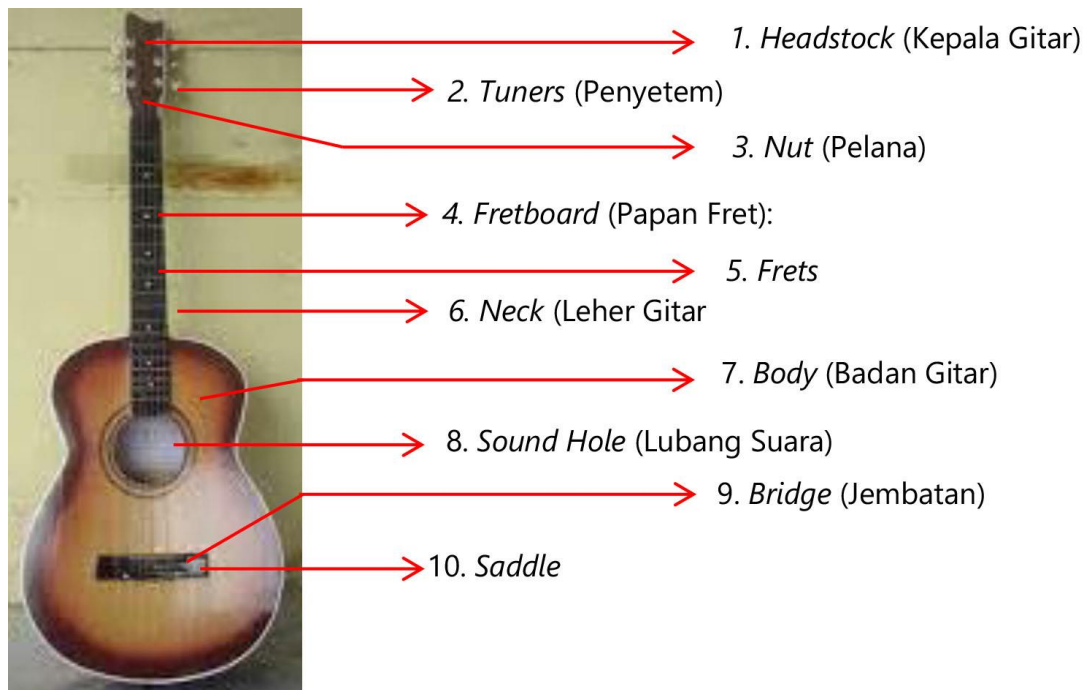 1. Headstock (Kepala Gitar)
2. Tuners (Penyetem)
3. Nut (Pelana)
4. Fretboard (Papan Fret):
5. Frets
6. Neck (Leher Gitar
7. Body (Badan Gitar)
8. Sound Hole (Lubang Suara)
9. Bridge (Jembatan)
10. Saddle